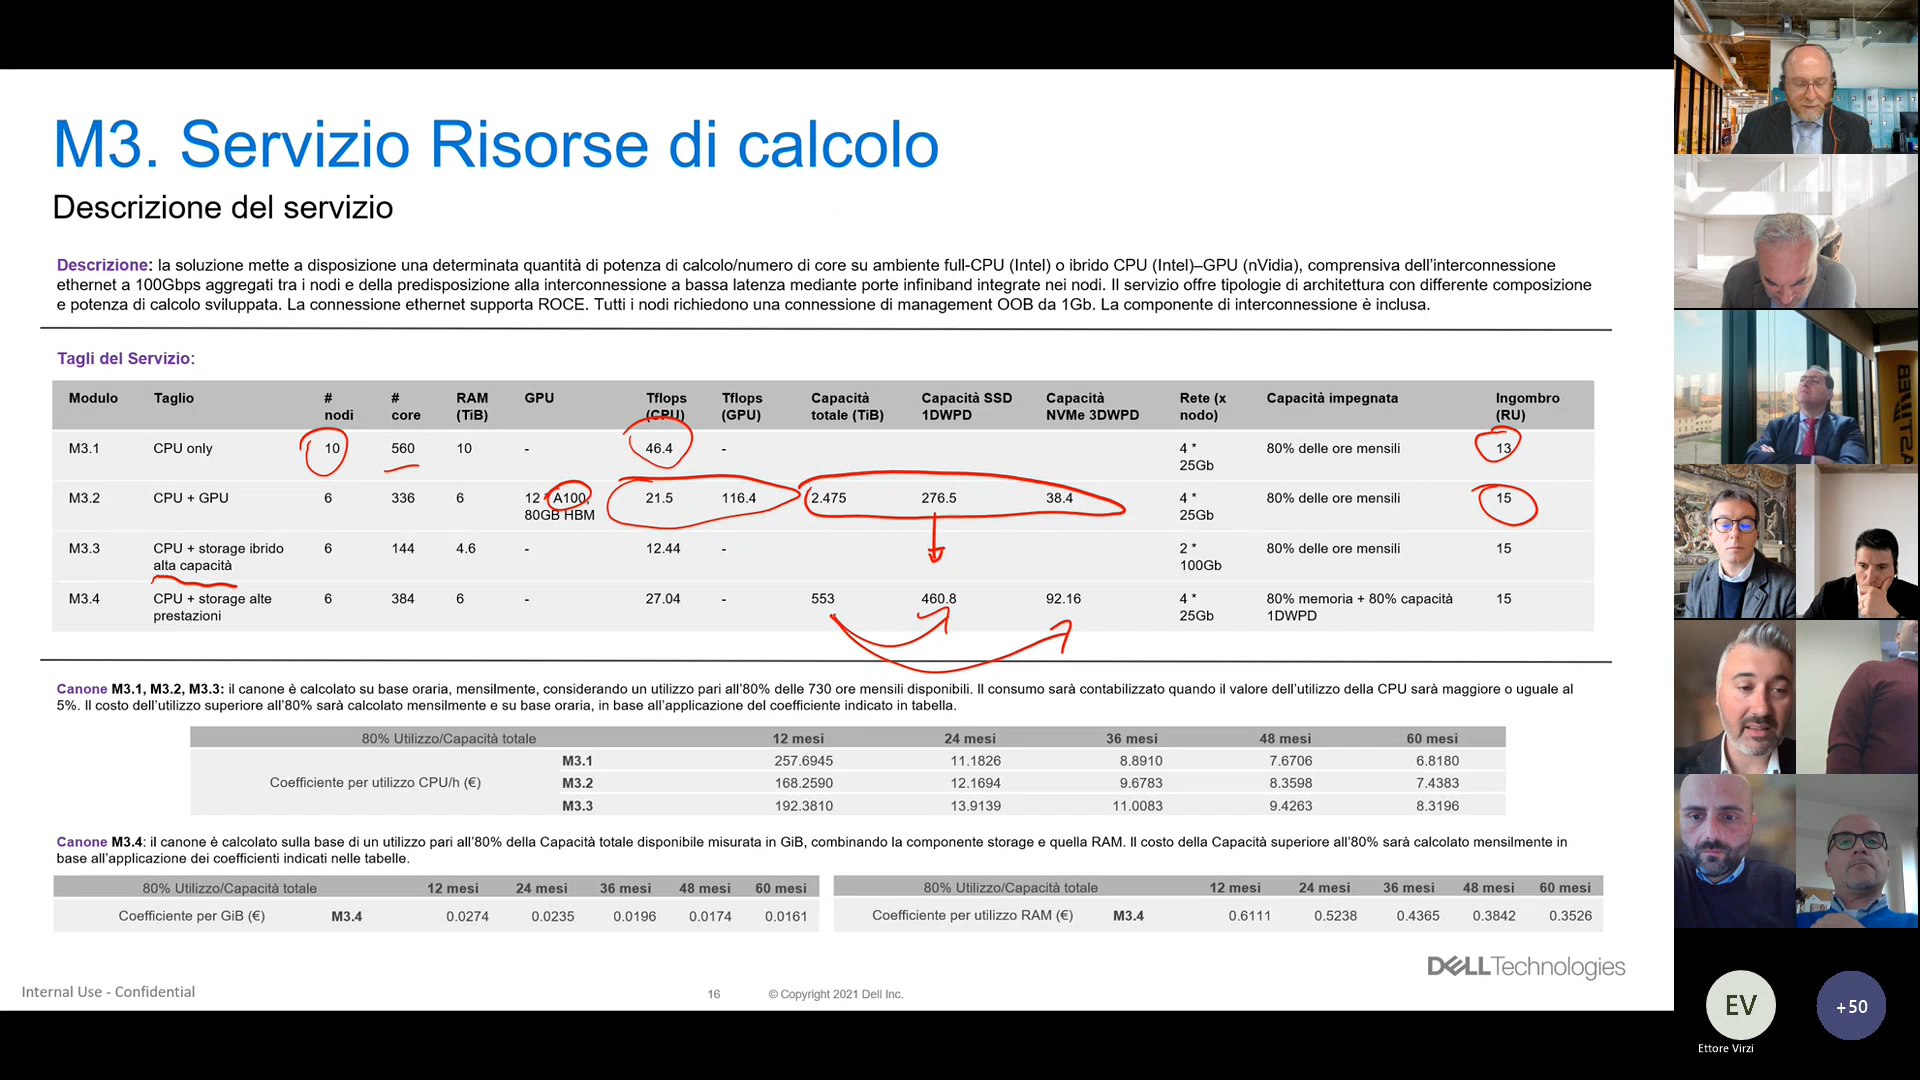 M3. Servizio Risorse di calcolo
Descrizione del servizio
Descrizione: la soluzione mette a disposizione una determinata quantità di potenza di calcolo/numero di core su ambiente full-CPU (Intel) o ibrido CPU (Intel)–GPU (nVidia), comprensiva dell’interconnessione
ethernet a 100Gbps aggregati tra i nodi e della predisposizione alla interconnessione a bassa latenza mediante porte infiniband integrate nei nodi. Il servizio offre tipologie di architettura con differente composizione
e potenza di calcolo sviluppata. La connessione ethernet supporta ROCE. Tutti i nodi richiedono una connessione di management OOB da 1Gb. La componente di interconnessione è inclusa.
Tagli del Servizio:
Modulo Taglio # nodi # core RAM (TiB) GPU Tflops (CPU) Tflops (GPU) Capacità totale (TiB) Capacità SSD 1DWPD Capacità NVMe 3DWPD Rete (x nodo) Capacità impegnata Ingombro (RU)
M3.1 CPU only 10 560 10 - 46.4 - 4 * 25Gb 80% delle ore mensili 13
M3.2 CPU + GPU 6 336 6 12 A100, 80GB HBM 21.5 116.4 2.475 276.5 38.4 4 * 25Gb 80% delle ore mensili 15
M3.3 CPU + storage ibrido alta capacità 6 144 4.6 - 12.44 - 2 * 100Gb 80% delle ore mensili 15
M3.4 CPU + storage alte prestazioni 6 384 6 - 27.04 - 553 460.8 92.16 4 * 25Gb 80% memoria + 80% capacità 1DWPD 15
Canone M3.1, M3.2, M3.3: il canone è calcolato su base oraria, mensilmente, considerando un utilizzo pari all’80% delle 730 ore mensili disponibili. Il consumo sarà contabilizzato quando il valore dell’utilizzo della CPU sarà maggiore o uguale al
5%. Il costo dell’utilizzo superiore all’80% sarà calcolato mensilmente e su base oraria, in base all’applicazione del coefficiente indicato in tabella.
80% Utilizzo/Capacità totale 12 mesi 24 mesi 36 mesi 48 mesi 60 mesi
M3.1 257.6945 11.1826 8.8910 7.6706 6.8180
Coefficiente per utilizzo CPU/h (€) M3.2 168.2590 12.1694 9.6783 8.3598 7.4383
M3.3 192.3810 13.9139 11.0083 9.4263 8.3196
Canone M3.4: il canone è calcolato sulla base di un utilizzo pari all’80% della Capacità totale disponibile misurata in GiB, combinando la componente storage e quella RAM. Il costo della Capacità superiore all’80% sarà calcolato mensilmente in
base all’applicazione dei coefficienti indicati nelle tabelle.
80% Utilizzo/Capacità totale 12 mesi 24 mesi 36 mesi 48 mesi 60 mesi
Coefficiente per GiB (€) M3.4 0.0274 0.0235 0.0196 0.0174 0.0161
80% Utilizzo/Capacità totale 12 mesi 24 mesi 36 mesi 48 mesi 60 mesi
Coefficiente per utilizzo RAM (€) M3.4 0.6111 0.5238 0.4365 0.3842 0.3526
DELLTechnologies
Internal Use - Confidential
16
© Copyright 2021 Dell Inc.
EV
+50
Ettore Virzi